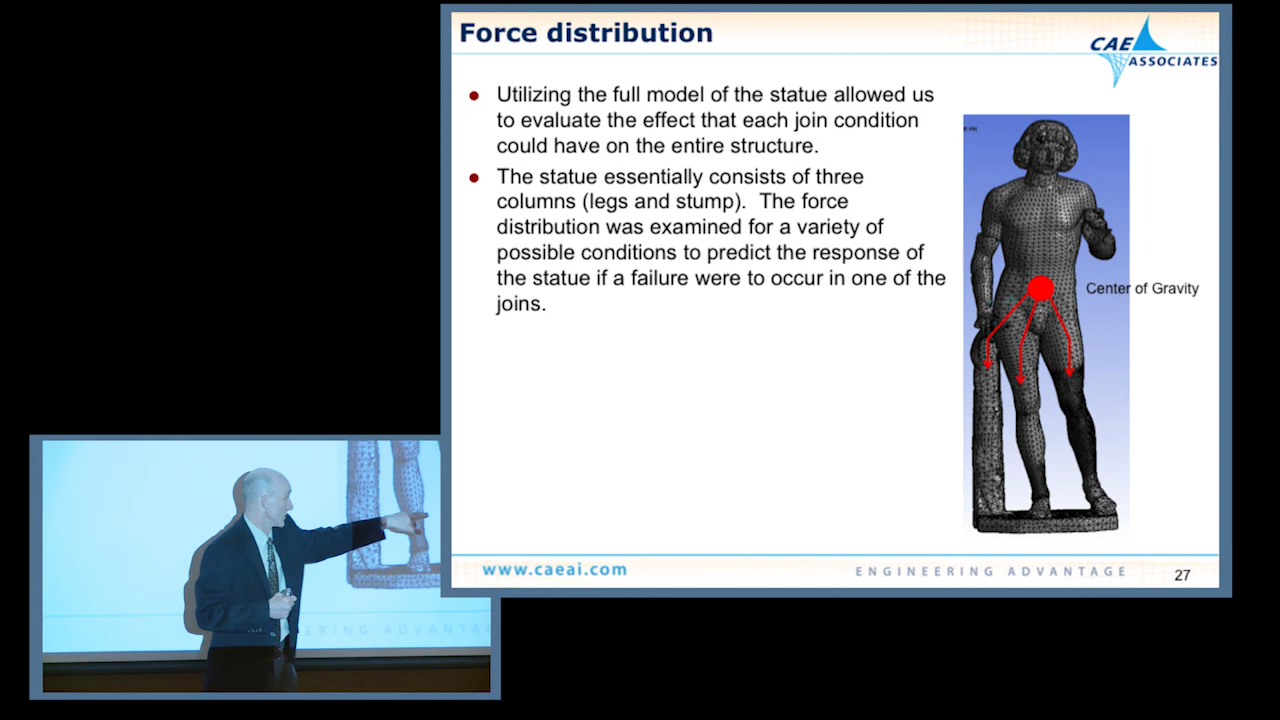 Force distribution
CAE
ASSOCIATES
● Utilizing the full model of the statue allowed us
to evaluate the effect that each join condition
could have on the entire structure.
● The statue essentially consists of three
columns (legs and stump). The force
distribution was examined for a variety of
possible conditions to predict the response of
the statue if a failure were to occur in one of the
joins.
Center of Gravity
www.caeai.com
ENGINEERING ADVANTAGE
27
ERING ADVANTA